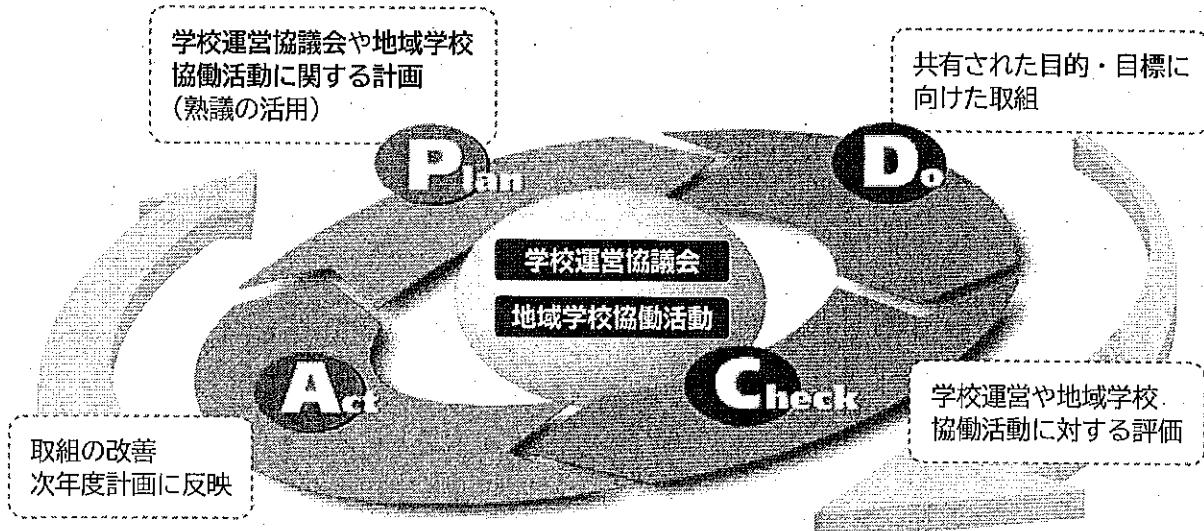 学校運営協議会や地域学校
協働活動に関する計画
（熟議の活用）
共有された目的・目標に
向けた取組
Plan
Do
学校運営協議会
地域学校協働活動
Act
Check
学校運営や地域学校
協働活動に対する評価
取組の改善
次年度計画に反映